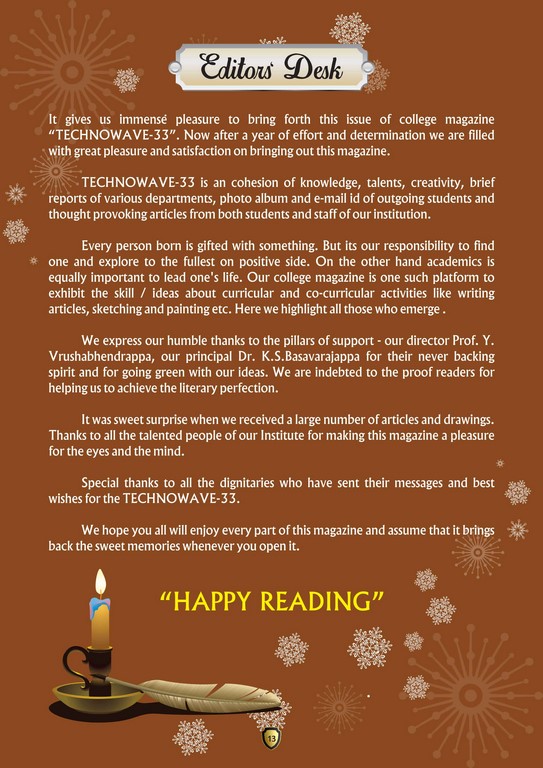 Editors' Desk
It gives us immense pleasure to bring forth this issue of college magazine
“TECHNOWAVE-33”. Now after a year of effort and determination we are filled
with great pleasure and satisfaction on bringing out this magazine.
TECHNOWAVE-33 is an cohesion of knowledge, talents, creativity, brief
reports of various departments, photo album and e-mail id of outgoing students and
thought provoking articles from both students and staff of our institution.
Every person born is gifted with something. But its our responsibility to find
one and explore to the fullest on positive side. On the other hand academics is
equally important to lead one's life. Our college magazine is one such platform to
exhibit the skill / ideas about curricular and co-curricular activities like writing
articles, sketching and painting etc. Here we highlight all those who emerge .
We express our humble thanks to the pillars of support - our director Prof. Y.
Vrushabhendrappa, our principal Dr. K.S.Basavarajappa for their never backing
spirit and for going green with our ideas. We are indebted to the proof readers for
helping us to achieve the literary perfection.
It was sweet surprise when we received a large number of articles and drawings.
Thanks to all the talented people of our Institute for making this magazine a pleasure
for the eyes and the mind.
Special thanks to all the dignitaries who have sent their messages and best
wishes for the TECHNOWAVE-33.
We hope you all will enjoy every part of this magazine and assume that it brings
back the sweet memories whenever you open it.
“HAPPY READING”
13